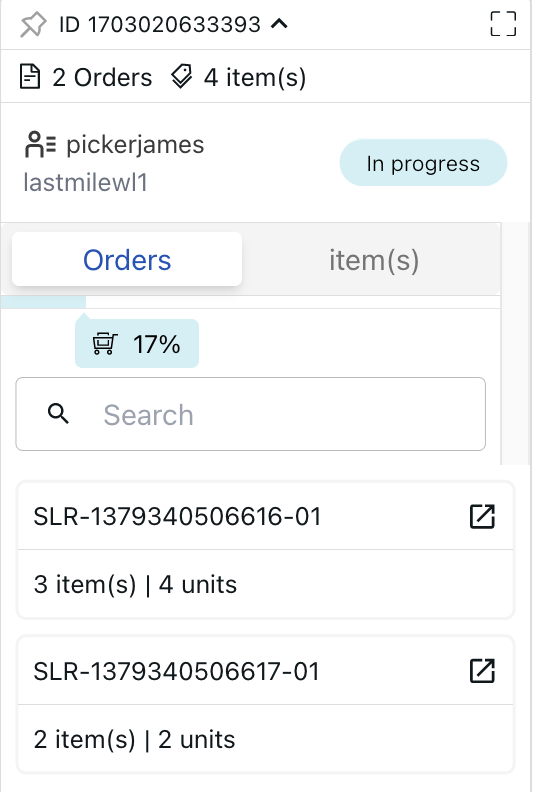 ID 1703020633393
2 Orders 4 item(s)
pickerjames
lastmilewl1
In progress
Orders item(s)
17%
Search
SLR-1379340506616-01
3 item(s) | 4 units
SLR-1379340506617-01
2 item(s) | 2 units